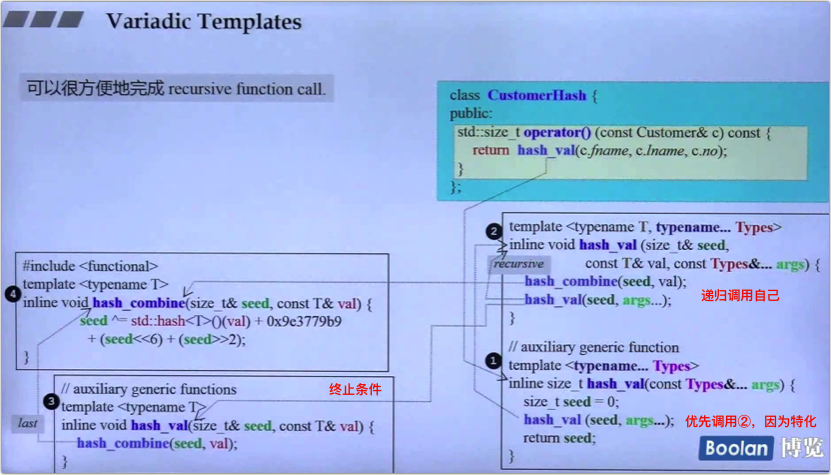 Variadic Templates
可以很方便地完成 recursive function call.
class CustomerHash {
public:
std::size_t operator() (const Customer& c) const {
return hash_val(c.fname, c.lname, c.no);
}
};
2
template <typename T, typename... Types>
inline void hash_val (size_t& seed,
const T& val, const Types&... args) {
recursive
hash_combine(seed, val);
hash_val(seed, args...);
递归调用自己
}
1
// auxiliary generic function
template <typename... Types>
inline size_t hash_val(const Types&... args) {
size_t seed = 0;
hash_val (seed, args...);
优先调用②，因为特化
return seed;
}
4
#include <functional>
template <typename T>
inline void hash_combine(size_t& seed, const T& val) {
seed ^= std::hash<T>()(val) + 0x9e3779b9
+ (seed<<6) + (seed>>2);
}
3
// auxiliary generic functions
终止条件
template <typename T>
inline void hash_val(size_t& seed, const T& val) {
last
hash_combine(seed, val);
}
Boolan 博览